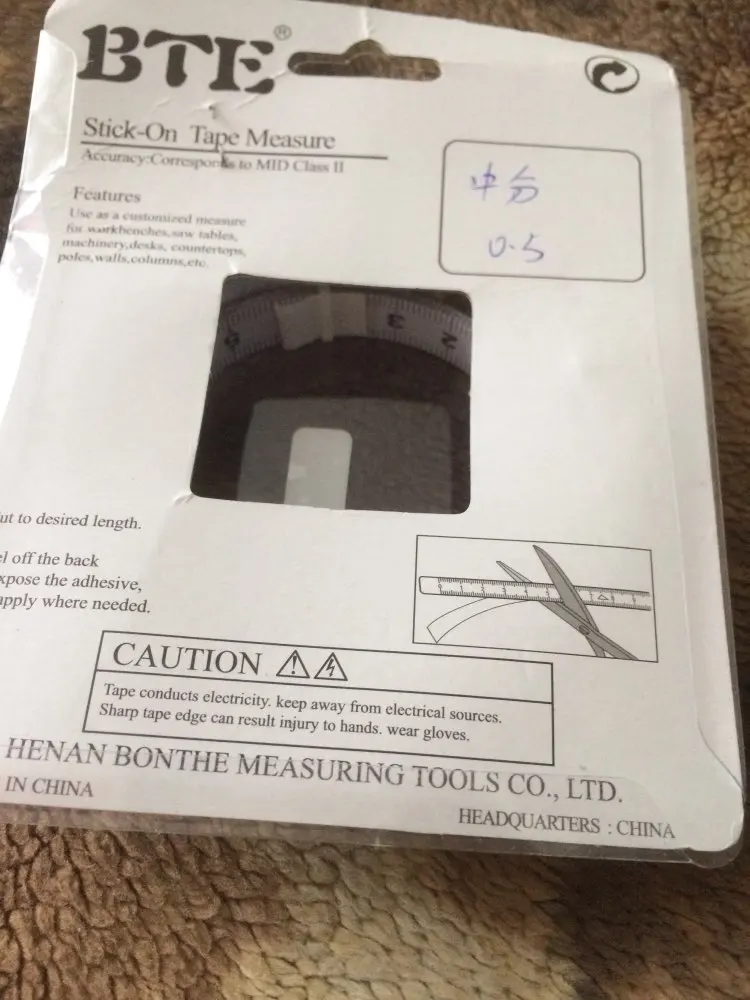 BTE®
Stick-On Tape Measure
Accuracy:Corresponds to MID Class II
中分
0.5
Features
Use as a customized measure
for workbenches,saw tables,
machinery,desks, countertops,
poles,walls,columns,etc.
3
2
ut to desired length.
el off the back
xpose the adhesive,
apply where needed.
CAUTION
Tape conducts electricity. keep away from electrical sources.
Sharp tape edge can result injury to hands. wear gloves.
HENAN BONTHE MEASURING TOOLS CO., LTD.
IN CHINA
HEADQUARTERS : CHINA